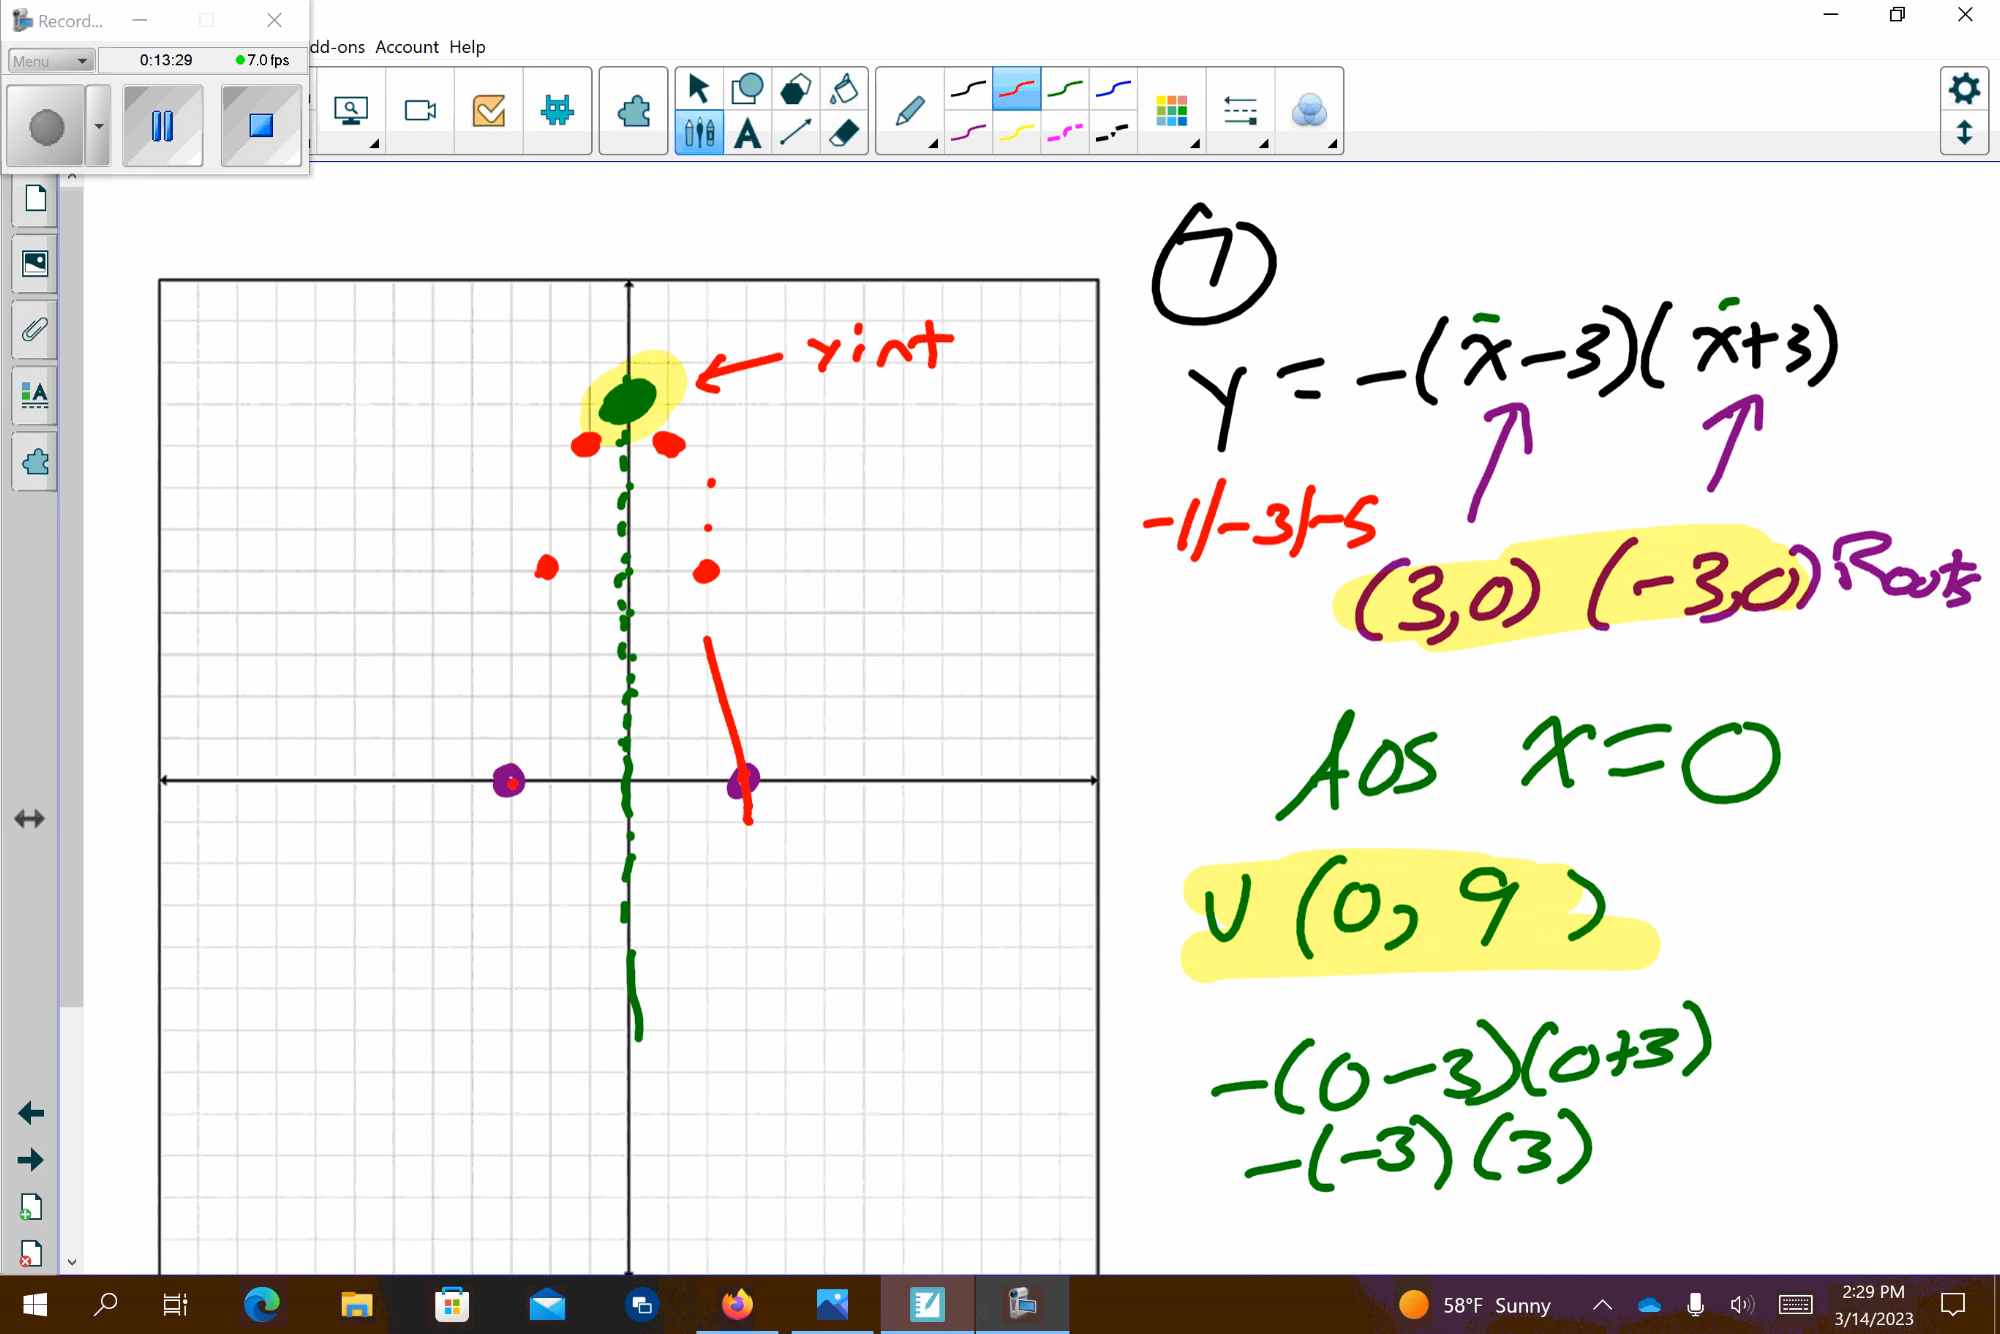 Record...
Menu
0:13:29
7.0 fps
dd-ons Account Help
7
y = -(x-3)(x+3)
yint
-1/-3/-5
(3,0) (-3,0) Roots
AOS x=0
V (0, 9 )
-(0-3)(0+3)
-(-3)(3)
58°F Sunny
2:29 PM
3/14/2023